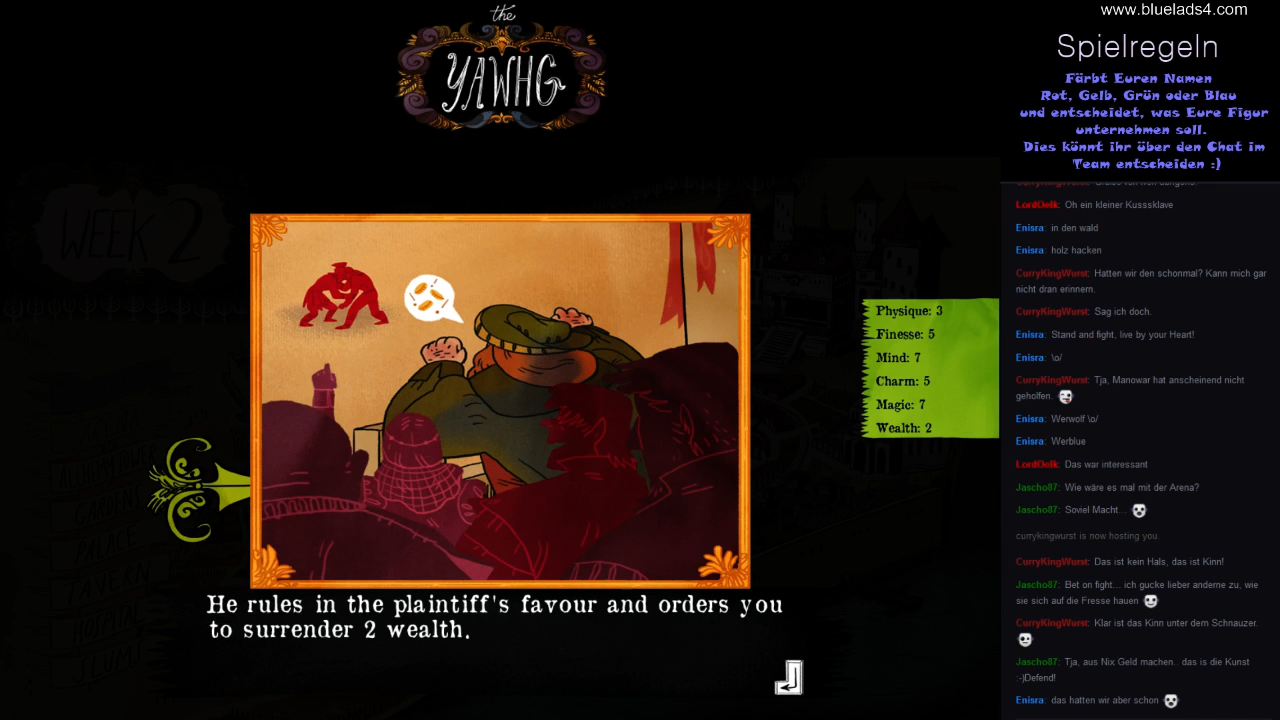 www.bluelads4.com
the
YAWHG
Spielregeln
Färbt Euren Namen
Rot, Gelb, Grün oder Blau
und entscheidet, was Eure Figur
unternehmen soll.
Dies könnt ihr über den Chat im
Team entscheiden :)
LordDelk: Oh ein kleiner Kusssklave
Enisra: in den wald
Enisra: holz hacken
CurryKingWurst: Hatten wir den schonmal? Kann mich gar
nicht dran erinnern.
CurryKingWurst: Sag ich doch.
Enisra: Stand and fight, live by your Heart!
Enisra: \o/
CurryKingWurst: Tja, Manowar hat anscheinend nicht
geholfen.
Enisra: Werwolf \o/
Enisra: Werblue
LordDelk: Das war interessant
Jascho87: Wie wäre es mal mit der Arena?
Jascho87: Soviel Macht...
currykingwurst is now hosting you.
CurryKingWurst: Das ist kein Hals, das ist Kinn!
Jascho87: Bet on fight... ich gucke lieber anderne zu, wie
sie sich auf die Fresse hauen
CurryKingWurst: Klar ist das Kinn unter dem Schnauzer.
Jascho87: Tja, aus Nix Geld machen.. das is die Kunst
:-)Defend!
Enisra: das hatten wir aber schon
WEEK 2
Physique: 3
Finesse: 5
Mind: 7
Charm: 5
Magic: 7
Wealth: 2
ALCHEMY TOWER
GARDENS
PALACE
TAVERN
HOSPITAL
SLUMS
He rules in the plaintiff's favour and orders you
to surrender 2 wealth.